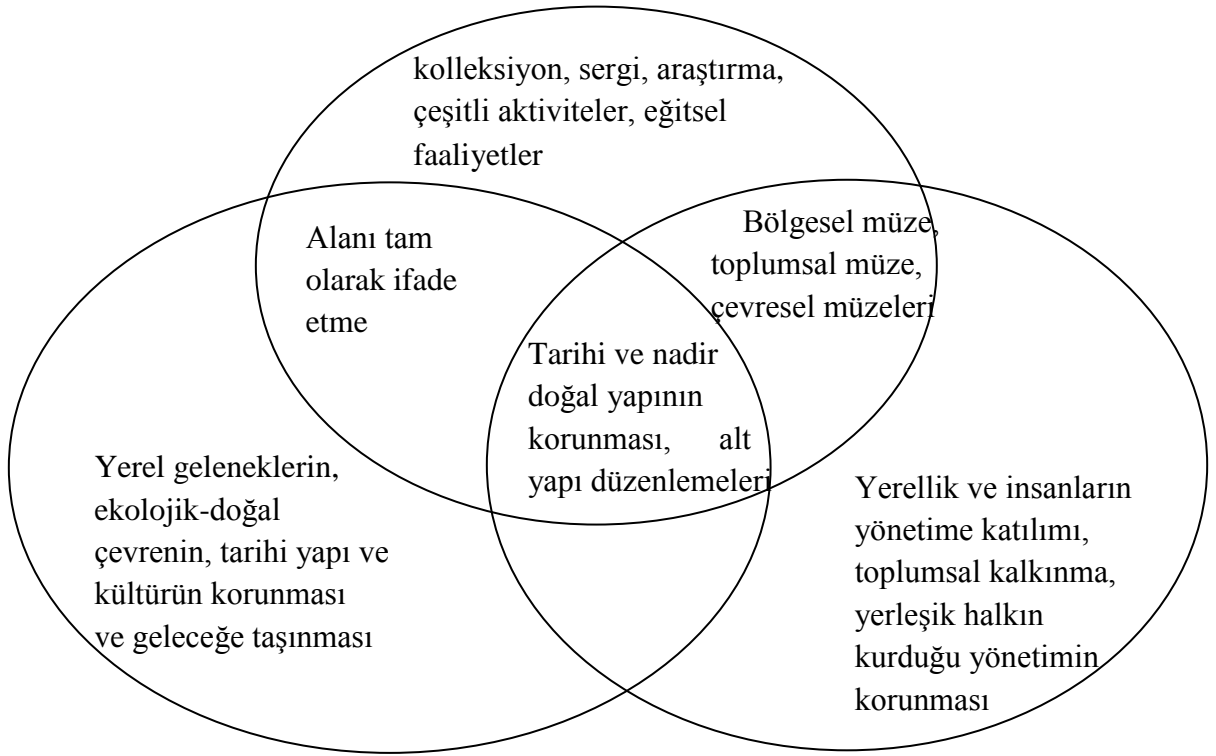 kolleksiyon, sergi, araştırma,
çeşitli aktiviteler, eğitsel
faaliyetler
Alanı tam
olarak ifade
etme
Bölgesel müze,
toplumsal müze,
çevresel müzeleri
Tarihi ve nadir
doğal yapının
korunması, alt
yapı düzenlemeleri
Yerel geleneklerin,
ekolojik-doğal
çevrenin, tarihi yapı ve
kültürün korunması
ve geleceğe taşınması
Yerellik ve insanların
yönetime katılımı,
toplumsal kalkınma,
yerleşik halkın
kurduğu yönetimin
korunması